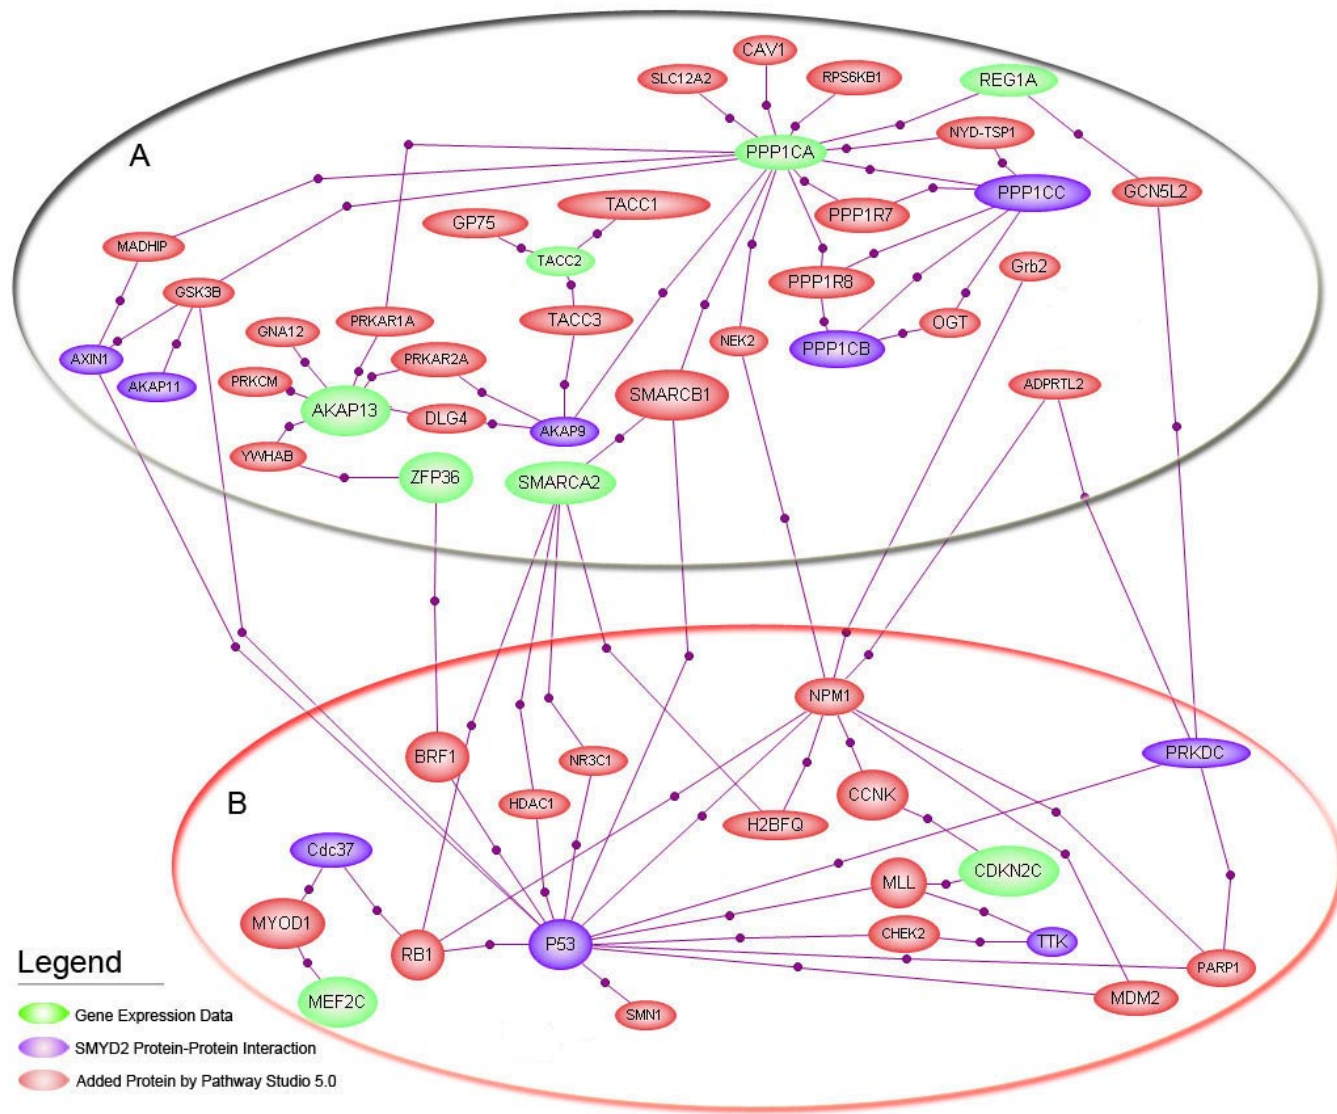 CAV1
SLC12A2
RPS6KB1
REG1A
A
PPP1CA
NYD-TSP1
PPP1CC
GCN5L2
TACC1
PPP1R7
GP75
MADHIP
TACC2
Grb2
GSK3B
PPP1R8
GNA12
PRKAR1A
TACC3
OGT
NEK2
PPP1CB
AXIN1
PRKAR2A
AKAP11
PRKCM
SMARCB1
ADPRTL2
AKAP13
DLG4
AKAP9
YWHAB
ZFP36
SMARCA2
NPM1
BRF1
NR3C1
PRKDC
B
HDAC1
CCNK
H2BFQ
Cdc37
CDKN2C
MLL
MYOD1
CHEK2
P53
TTK
RB1
PARP1
Legend
MEF2C
MDM2
SMN1
Gene Expression Data
SMYD2 Protein-Protein Interaction
Added Protein by Pathway Studio 5.0